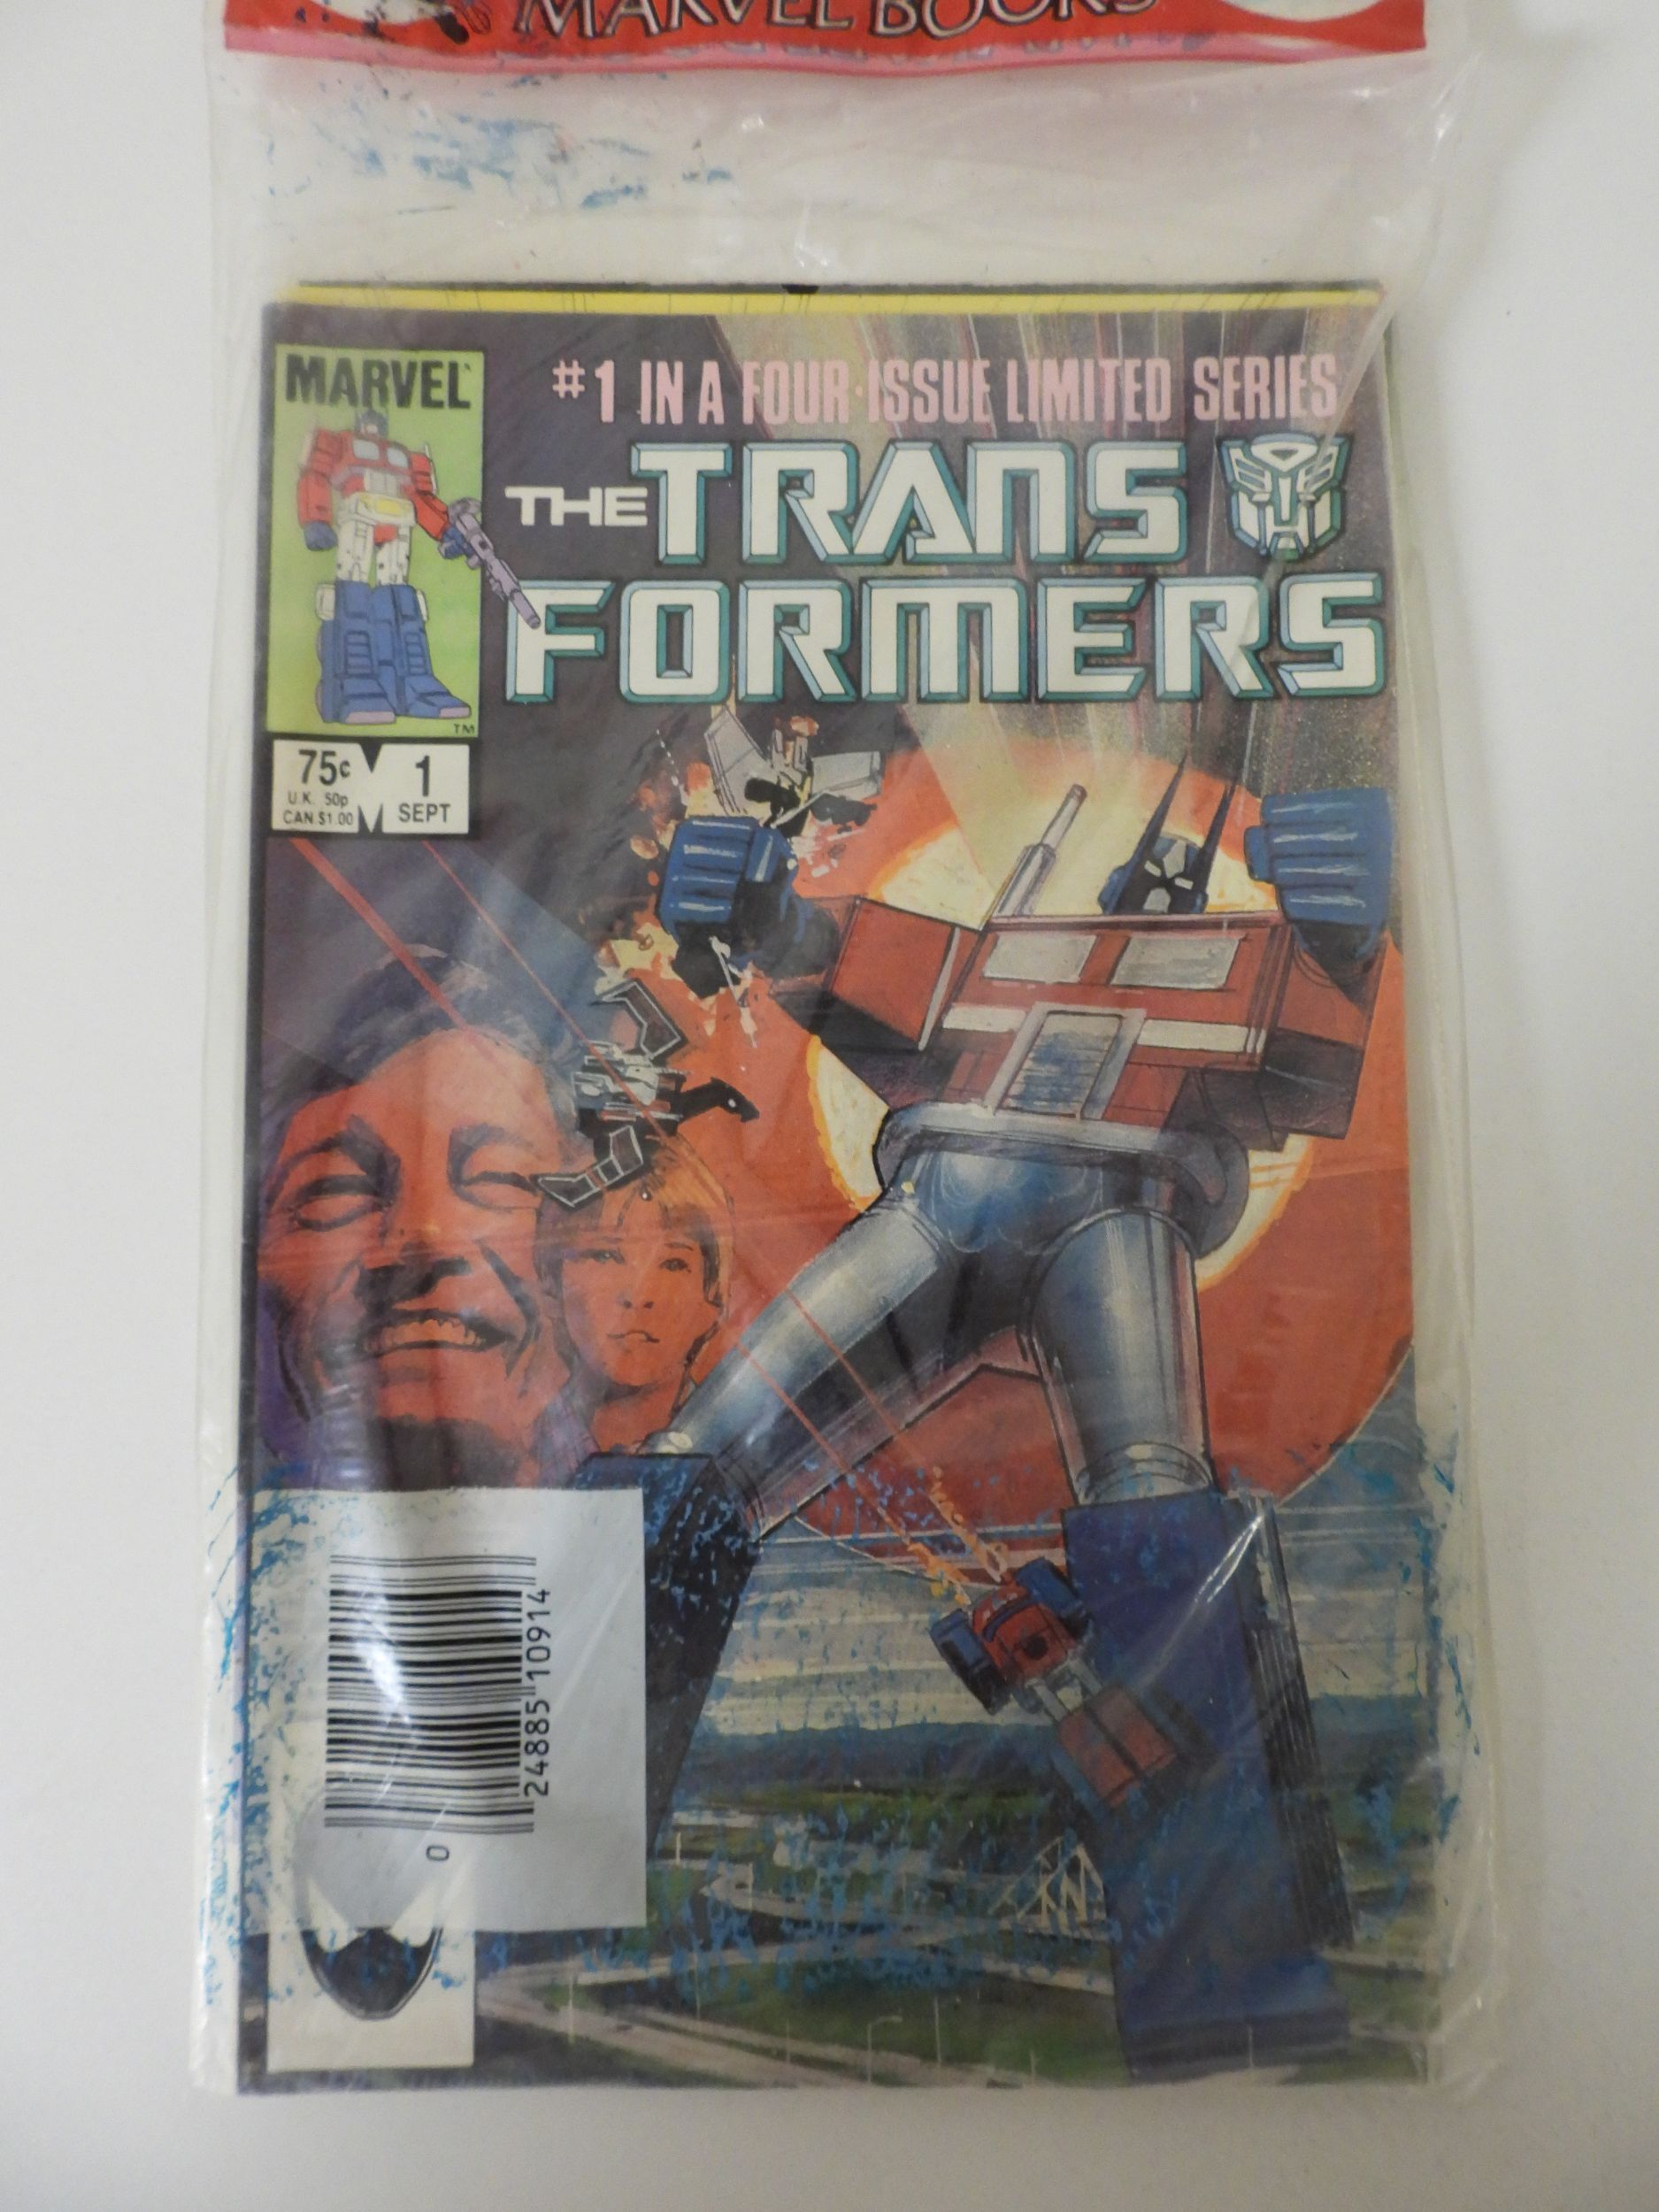 MARVEL BOOKS
MARVEL
#1 IN A FOUR-ISSUE LIMITED SERIES
THE TRANS
FORMERS
TM
75¢
U.K. 50p
CAN.$1.00
1
SEPT
24885 10914
0